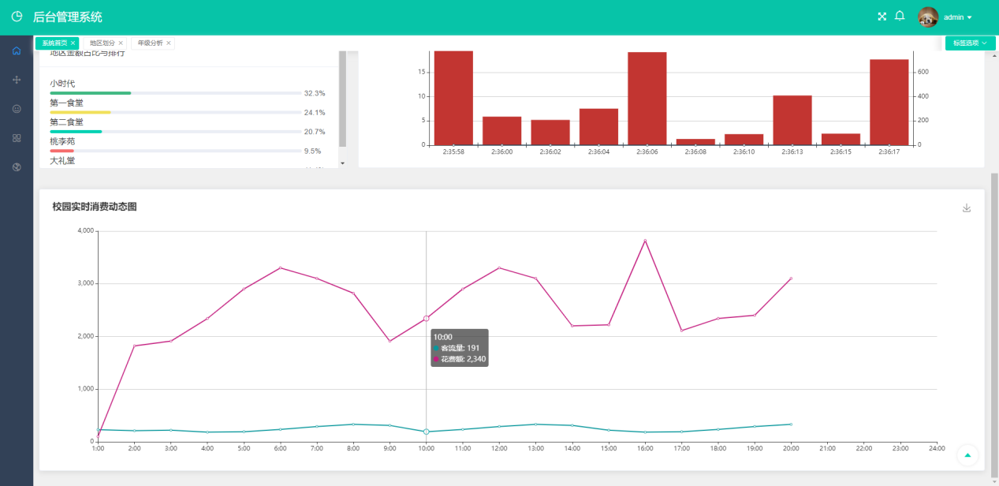 后台管理系统
admin
系统首页 ×
地区划分 ×
年级分析 ×
标签选项
地区金额占比与排行
小时代
32.3%
第一食堂
24.1%
第二食堂
20.7%
桃李苑
9.5%
大礼堂
15
10
5
0
600
400
200
0
2:35:58 2:36:00 2:36:02 2:36:04 2:36:06 2:36:08 2:36:10 2:36:13 2:36:15 2:36:17
校园实时消费动态图
4,000
3,000
2,000
1,000
0
10:00
客流量: 191
花费额: 2,340
1:00 2:00 3:00 4:00 5:00 6:00 7:00 8:00 9:00 10:00 11:00 12:00 13:00 14:00 15:00 16:00 17:00 18:00 19:00 20:00 21:00 22:00 23:00 24:00